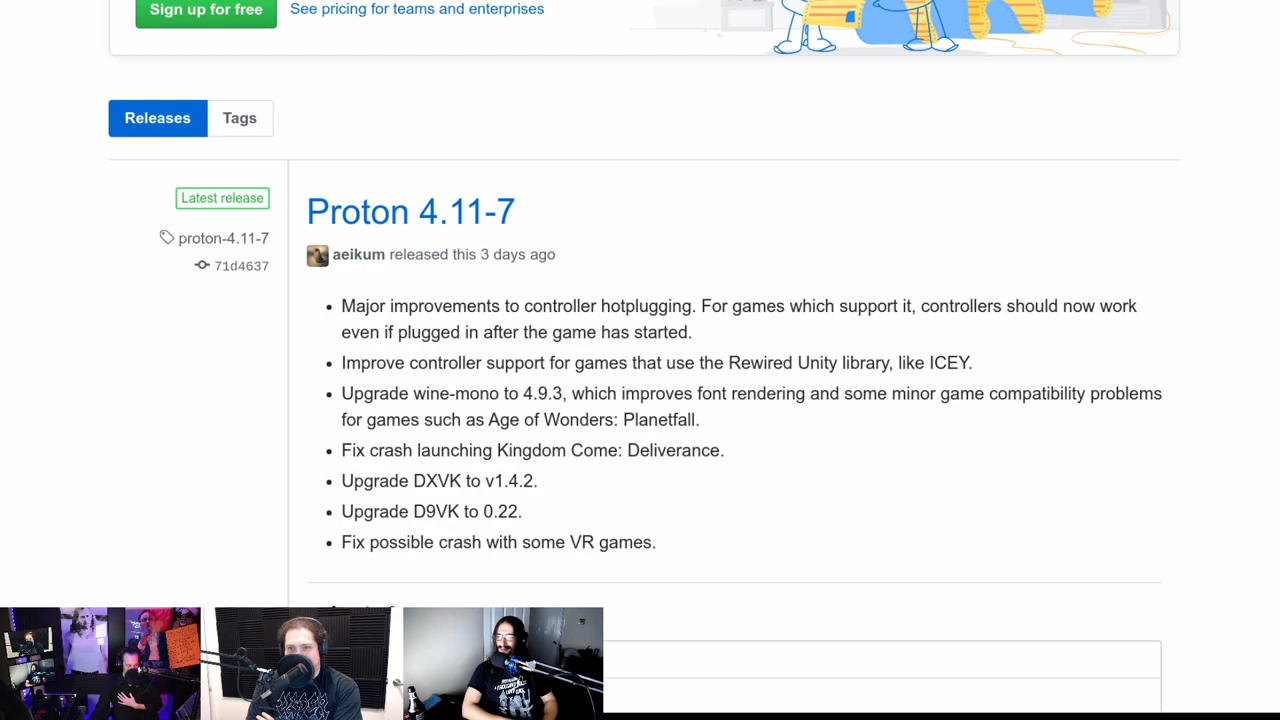 Sign up for free
See pricing for teams and enterprises
Releases
Tags
Latest release
proton-4.11-7
71d4637
Proton 4.11-7
aeikum released this 3 days ago
Major improvements to controller hotplugging. For games which support it, controllers should now work
even if plugged in after the game has started.
Improve controller support for games that use the Rewired Unity library, like ICEY.
Upgrade wine-mono to 4.9.3, which improves font rendering and some minor game compatibility problems
for games such as Age of Wonders: Planetfall.
Fix crash launching Kingdom Come: Deliverance.
Upgrade DXVK to v1.4.2.
Upgrade D9VK to 0.22.
Fix possible crash with some VR games.